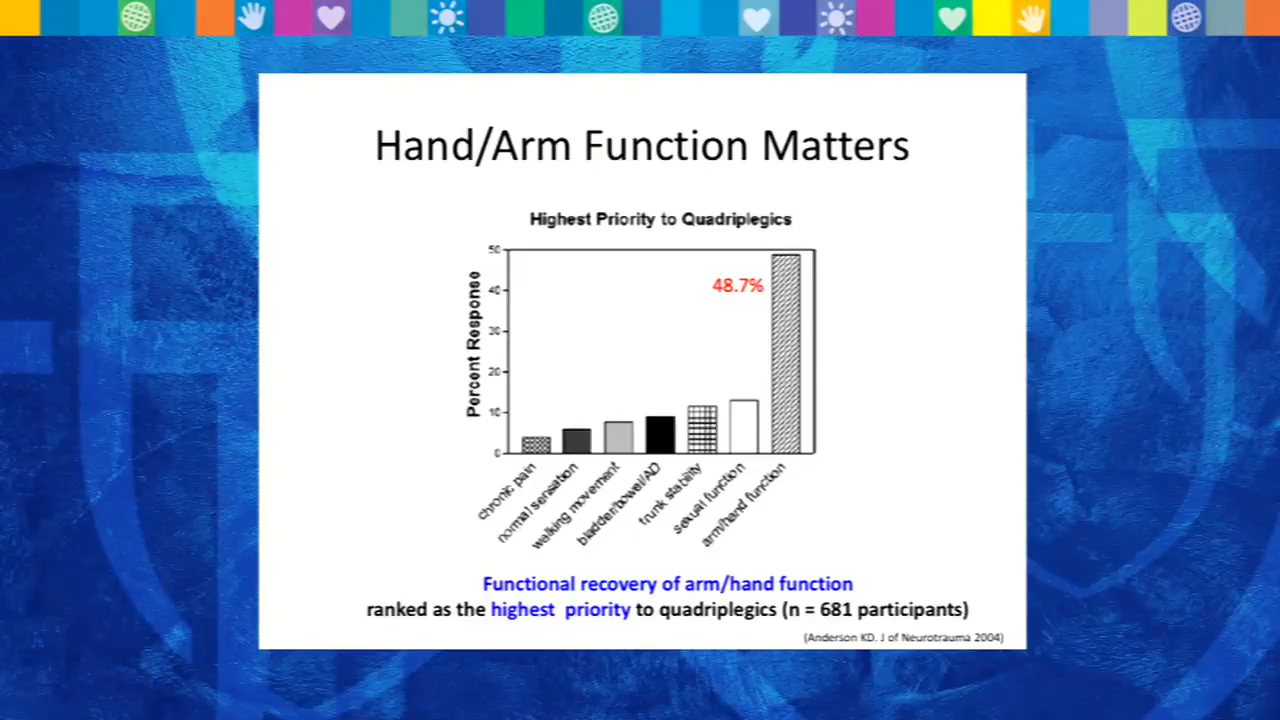 Hand/Arm Function Matters
Highest Priority to Quadriplegics
Percent Response
50
40
30
20
10
0
48.7%
chronic pain
normal sensation
walking movement
bladder/bowel/AD
trunk stability
sexual function
arm/hand function
Functional recovery of arm/hand function
ranked as the highest priority to quadriplegics (n = 681 participants)
(Anderson KD. J of Neurotrauma 2004)